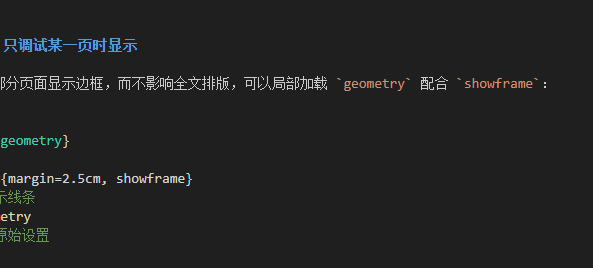 只调试某一页时显示
部分页面显示边框，而不影响全文排版，可以局部加载 `geometry` 配合 `showframe`：
geometry}
{margin=2.5cm, showframe}
示线条
etry
原始设置